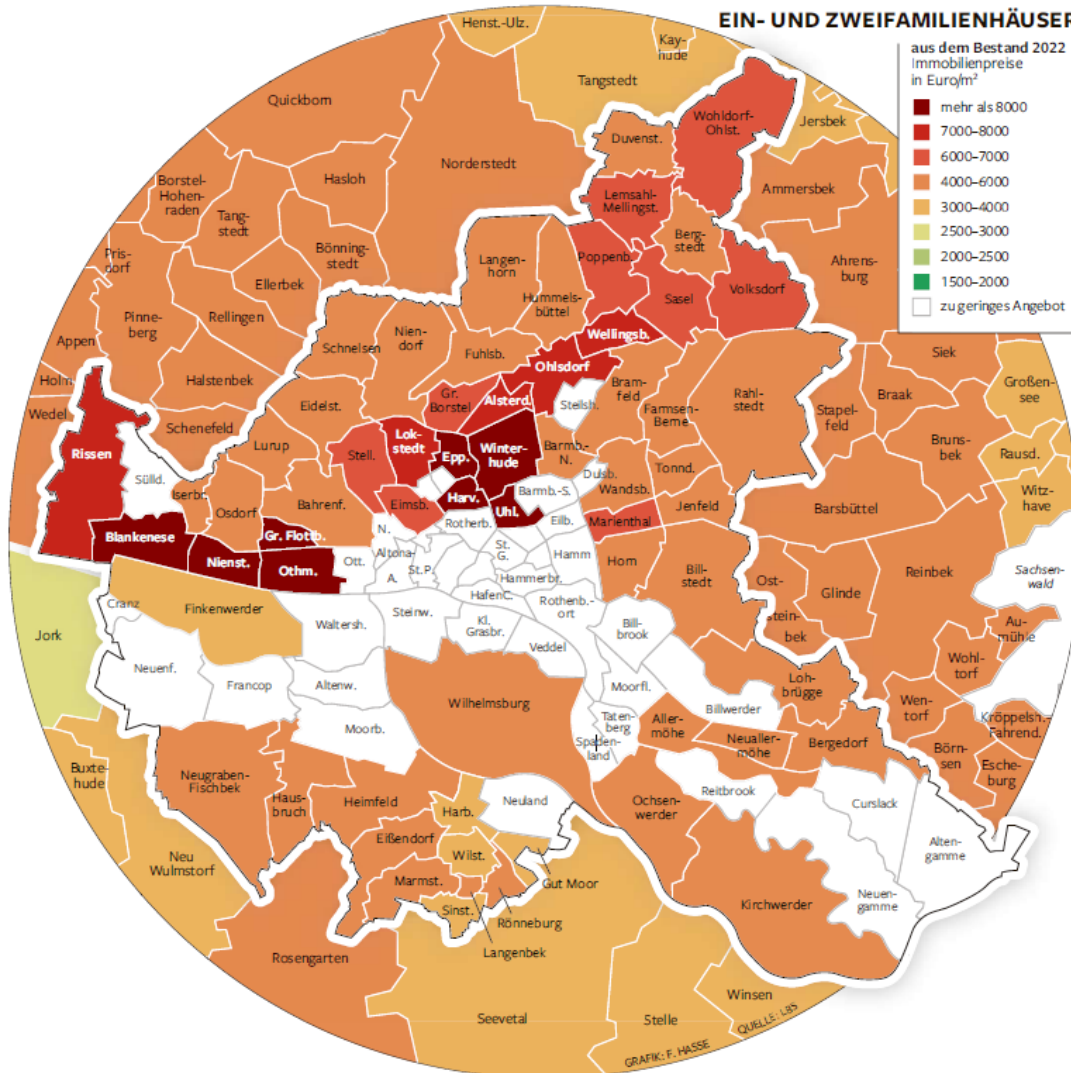 EIN- UND ZWEIFAMILIENHÄUSER
aus dem Bestand 2022
Immobilienpreise
in Euro/m²
mehr als 8000
7000–8000
6000–7000
4000–6000
3000–4000
2500–3000
2000–2500
1500–2000
zu geringes Angebot
Henst.-Ulz.
Kay-
hude
Tangstedt
Jersbek
Wohldorf-
Ohlst.
Duvenst.
Quickborn
Norderstedt
Hasloh
Borstel-
Hohen-
raden
Tang-
stedt
Bönning-
stedt
Lemsahl-
Mellingst.
Ammersbek
Berg-
stedt
Poppenb.
Sasel
Volksdorf
Ahrens-
burg
Pris-
dorf
Ellerbek
Langen-
horn
Hummels-
büttel
Pinne-
berg
Rellingen
Appen
Schnelsen
Nien-
dorf
Fuhlsb.
Wellingsb.
Ohlsdorf
Siek
Holm
Halstenbek
Wedel
Schenefeld
Eidelst.
Gr.
Borstel
Alsterd.
Steilsh.
Bram-
feld
Farmsen-
Berne
Rahl-
stedt
Stapel-
feld
Braak
Großen-
see
Rissen
Sülld.
Iserbr.
Lurup
Osdorf
Bahrenf.
Stell.
Lok-
stedt
Epp.
Winter-
hude
Barmb.-
N.
Dulsb.
Wandsb.
Tonnd.
Jenfeld
Bruns-
bek
Rausd.
Witz-
have
Eimsb.
Harv.
Uhl.
Barmb.-S.
Marienthal
Barsbüttel
Blankenese
Nienst.
Gr. Flottb.
Othm.
Ott.
N.
Altona-
A.
Rotherb.
St.P.
St.
G.
Eilb.
Hamm
Horn
Bill-
stedt
Ost-
stein-
bek
Glinde
Reinbek
Sachsen-
wald
Au-
mühle
Hammerbr.
HafenC.
Rothenb.-
ort
Cranz
Finkenwerder
Waltersh.
Steinw.
Kl.
Grasbr.
Veddel
Bill-
brook
Jork
Neuenf.
Francop
Altenw.
Moorb.
Wilhelmsburg
Moorfl.
Billwerder
Loh-
brügge
Wohl-
torf
Wen-
torf
Kröppelsh.-
Fahrend.
Taten-
berg
Spaden-
land
Aller-
möhe
Neualler-
möhe
Bergedorf
Börn-
sen
Esche-
burg
Buxte-
hude
Neugraben-
Fischbek
Haus-
bruch
Heimfeld
Harb.
Neuland
Ochsen-
werder
Reitbrook
Curslack
Alten-
gamme
Neuen-
gamme
Kirchwerder
Neu
Wulmstorf
Eißendorf
Wilst.
Gut Moor
Marmst.
Sinst.
Rönneburg
Langenbek
Rosengarten
Seevetal
Stelle
Winsen
QUELLE: LBS
GRAFIK: F. HASSE